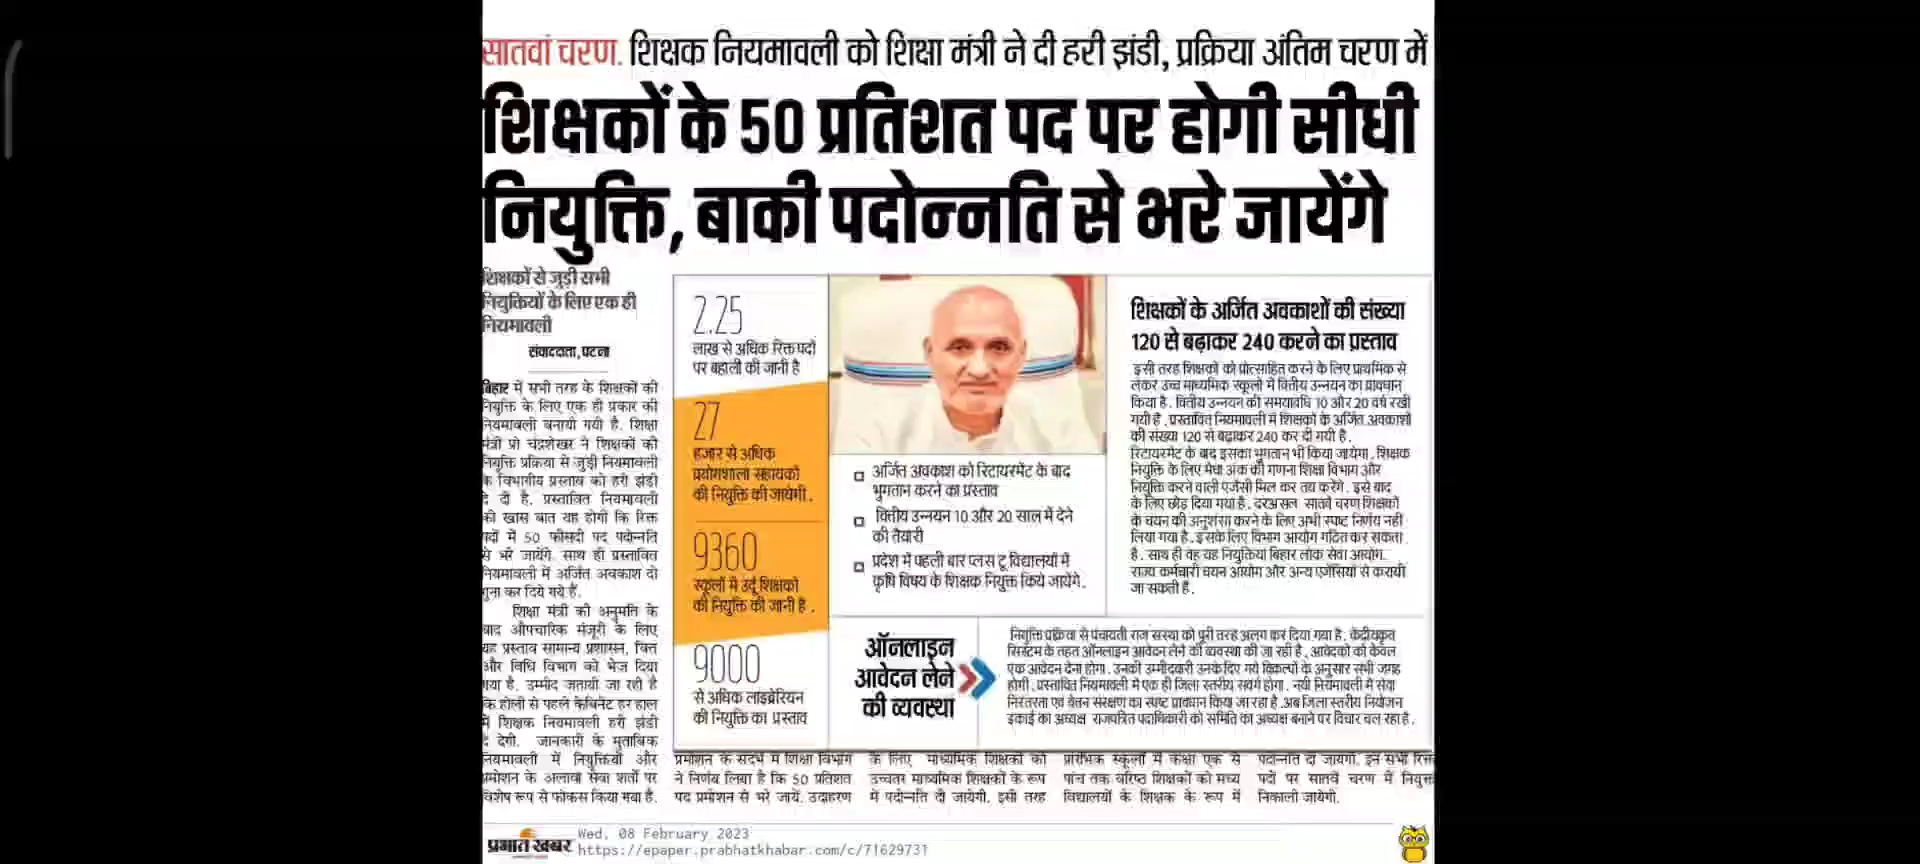 सातवां चरण. शिक्षक नियमावली को शिक्षा मंत्री ने दी हरी झंडी, प्रक्रिया अंतिम चरण में
शिक्षकों के 50 प्रतिशत पद पर होगी सीधी
नियुक्ति, बाकी पदोन्नति से भरे जायेंगे
शिक्षकों से जुड़ी सभी
नियुक्तियों के लिए एक ही
नियमावली
संवाददाता, पटना
बिहार में सभी तरह के शिक्षकों की
नियुक्ति के लिए एक ही प्रकार की
नियमावली बनायी गयी है. शिक्षा
मंत्री प्रो चंद्रशेखर ने शिक्षकों की
नियुक्ति प्रक्रिया से जुड़ी नियमावली
के विभागीय प्रस्ताव को हरी झंडी
दे दी है. प्रस्तावित नियमावली
की खास बात यह होगी कि रिक्त
पदों में 50 फीसदी पद पदोन्नति
से भरे जायेंगे. साथ ही प्रस्तावित
नियमावली में अर्जित अवकाश दो
गुना कर दिये गये हैं.
शिक्षा मंत्री की अनुमति के
बाद औपचारिक मंजूरी के लिए
यह प्रस्ताव सामान्य प्रशासन, वित्त
और विधि विभाग को भेज दिया
गया है. उम्मीद जतायी जा रही है
कि होली से पहले कैबिनेट हर हाल
में शिक्षक नियमावली हरी झंडी
दे देगी. जानकारी के मुताबिक
नियमावली में नियुक्तियों और
प्रमोशन के अलावा सेवा शर्तों पर
विशेष रूप से फोकस किया गया है.
2.25
लाख से अधिक रिक्त पदों
पर बहाली की जानी है
27
हजार से अधिक
प्रयोगशाला सहायकों
की नियुक्ति की जायेगी.
9360
स्कूलों में उर्दू शिक्षकों
की नियुक्ति की जानी है.
9000
से अधिक लाइब्रेरियन
की नियुक्ति का प्रस्ताव
अर्जित अवकाश को रिटायरमेंट के बाद
भुगतान करने का प्रस्ताव
वित्तीय उन्नयन 10 और 20 साल में देने
की तैयारी
प्रदेश में पहली बार प्लस टू विद्यालयों में
कृषि विषय के शिक्षक नियुक्त किये जायेंगे.
शिक्षकों के अर्जित अवकाशों की संख्या
120 से बढ़ाकर 240 करने का प्रस्ताव
इसी तरह शिक्षकों को प्रोत्साहित करने के लिए प्राथमिक से
लेकर उच्च माध्यमिक स्कूलों में वित्तीय उन्नयन का प्रावधान
किया है. वित्तीय उन्नयन की समयावधि 10 और 20 वर्ष रखी
गयी है. प्रस्तावित नियमावली में शिक्षकों के अर्जित अवकाशों
की संख्या 120 से बढ़ाकर 240 कर दी गयी है.
रिटायरमेंट के बाद इसका भुगतान भी किया जायेगा. शिक्षक
नियुक्ति के लिए मेधा अंक की गणना शिक्षा विभाग और
नियुक्ति करने वाली एजेंसी मिल कर तय करेंगे. इसे बाद
के लिए छोड़ दिया गया है. दरअसल सातवें चरण शिक्षकों
के चयन की अनुशंसा करने के लिए अभी स्पष्ट निर्णय नहीं
लिया गया है. इसके लिए विभाग आयोग गठित कर सकता
है. साथ ही वह यह नियुक्तियां बिहार लोक सेवा आयोग,
राज्य कर्मचारी चयन आयोग और अन्य एजेंसियों से करायी
जा सकती हैं.
ऑनलाइन
आवेदन लेने
की व्यवस्था
नियुक्ति प्रक्रिया से पंचायती राज संस्था को पूरी तरह अलग कर दिया गया है. केंद्रीयकृत
सिस्टम के तहत ऑनलाइन आवेदन लेने की व्यवस्था की जा रही है. आवेदकों को केवल
एक आवेदन देना होगा. उनकी उम्मीदवारी उनके दिए गये विकल्पों के अनुसार सभी जगह
होगी. प्रस्तावित नियमावली में एक ही जिला स्तरीय संवर्ग होगा. नयी नियमावली में सेवा
निरंतरता एवं वेतन संरक्षण का स्पष्ट प्रावधान किया जा रहा है. अब जिला स्तरीय नियोजन
इकाई का अध्यक्ष राजपत्रित पदाधिकारी को समिति का अध्यक्ष बनाने पर विचार चल रहा है.
प्रमोशन के संदर्भ में शिक्षा विभाग
ने निर्णय लिया है कि 50 प्रतिशत
पद प्रमोशन से भरे जायें. उदाहरण
के लिए माध्यमिक शिक्षकों को
उच्चतर माध्यमिक शिक्षकों के रूप
में पदोन्नति दी जायेगी. इसी तरह
प्रारंभिक स्कूलों में कक्षा एक से
पांच तक वरिष्ठ शिक्षकों को मध्य
विद्यालयों के शिक्षक के रूप में
पदोन्नति दी जायेगी. इन सभी रिक्त
पदों पर सातवें चरण में नियुक्ति
निकाली जायेगी.
प्रभात खबर
Wed, 08 February 2023
https://epaper.prabhatkhabar.com/c/71629731